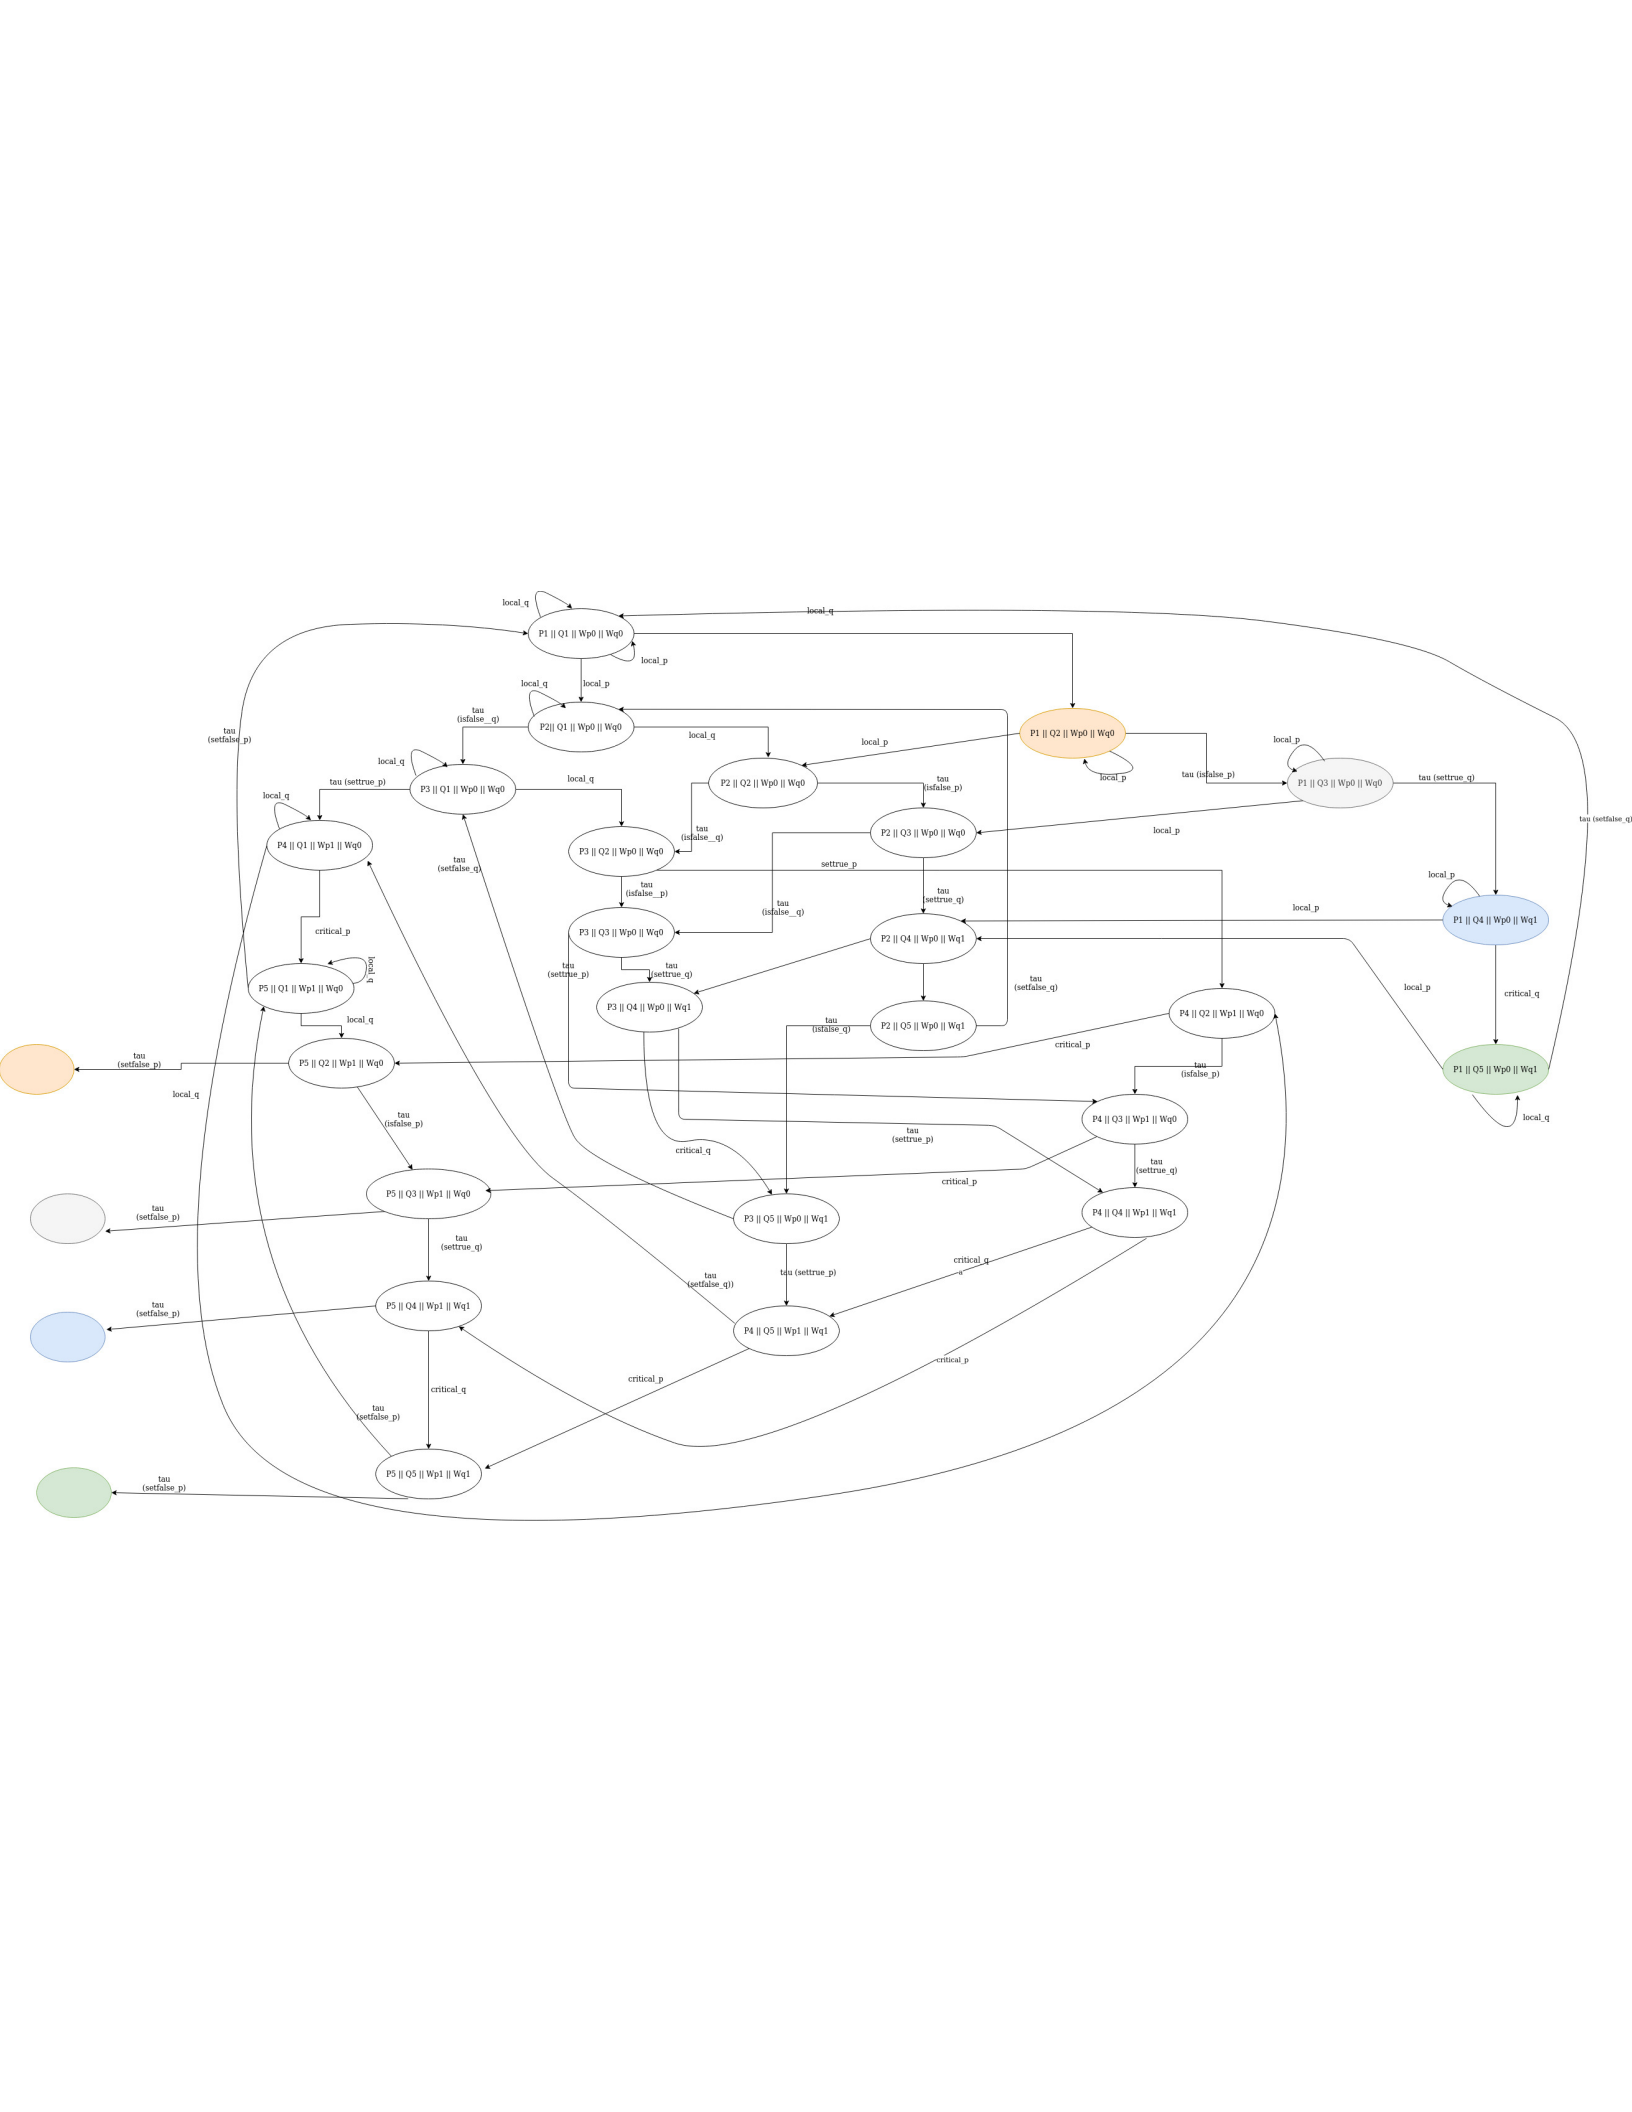 local_q
local_q
P1 || Q1 || Wp0 || Wq0
local_p
local_q
local_p
tau
(isfalse__q)
P2|| Q1 || Wp0 || Wq0
tau
(setfalse_p)
local_q
P1 || Q2 || Wp0 || Wq0
local_p
local_p
local_q
local_p
tau (isfalse_p)
tau (settrue_p)
P3 || Q1 || Wp0 || Wq0
local_q
P2 || Q2 || Wp0 || Wq0
tau
(isfalse_p)
P1 || Q3 || Wp0 || Wq0
tau (settrue_q)
local_q
tau (setfalse_q)
P4 || Q1 || Wp1 || Wq0
P3 || Q2 || Wp0 || Wq0
tau
(isfalse__q)
P2 || Q3 || Wp0 || Wq0
local_p
tau
(setfalse_q)
settrue_p
local_p
tau
(isfalse__p)
tau
(isfalse__q)
tau
(settrue_q)
local_p
P1 || Q4 || Wp0 || Wq1
critical_p
P3 || Q3 || Wp0 || Wq0
P2 || Q4 || Wp0 || Wq1
local_q
tau
(settrue_p)
tau
(settrue_q)
tau
(setfalse_q)
local_p
critical_q
P5 || Q1 || Wp1 || Wq0
P3 || Q4 || Wp0 || Wq1
local_q
tau
(isfalse_q)
P2 || Q5 || Wp0 || Wq1
P4 || Q2 || Wp1 || Wq0
critical_p
tau
(setfalse_p)
P5 || Q2 || Wp1 || Wq0
tau
(isfalse_p)
P1 || Q5 || Wp0 || Wq1
local_q
local_q
tau
(isfalse_p)
P4 || Q3 || Wp1 || Wq0
tau
(settrue_p)
critical_q
tau
(settrue_q)
critical_p
P5 || Q3 || Wp1 || Wq0
tau
(setfalse_p)
P3 || Q5 || Wp0 || Wq1
P4 || Q4 || Wp1 || Wq1
tau
(settrue_q)
critical_q
a
tau
(setfalse_q))
tau (settrue_p)
tau
(setfalse_p)
P5 || Q4 || Wp1 || Wq1
P4 || Q5 || Wp1 || Wq1
critical_p
critical_p
critical_q
tau
(setfalse_p)
P5 || Q5 || Wp1 || Wq1
tau
(setfalse_p)